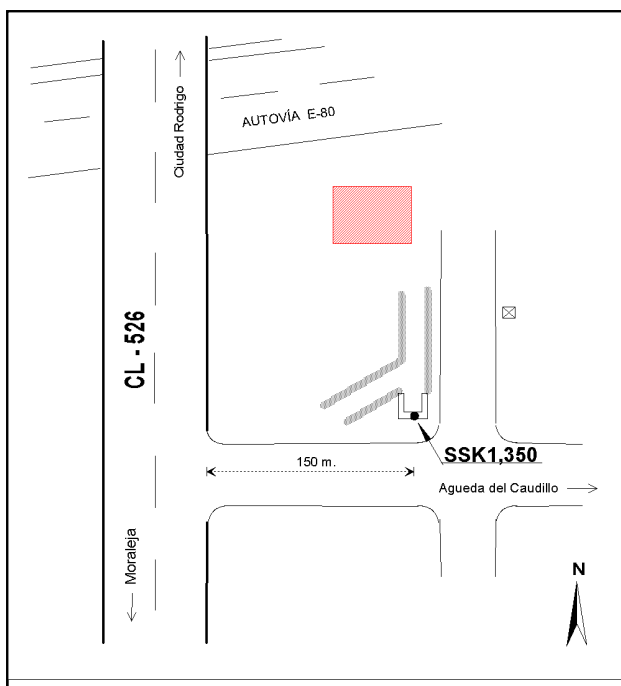 Ciudad Rodrigo
AUTOVÍA E-80
CL - 526
SSK1,350
150 m.
Agueda del Caudillo
Moraleja
N